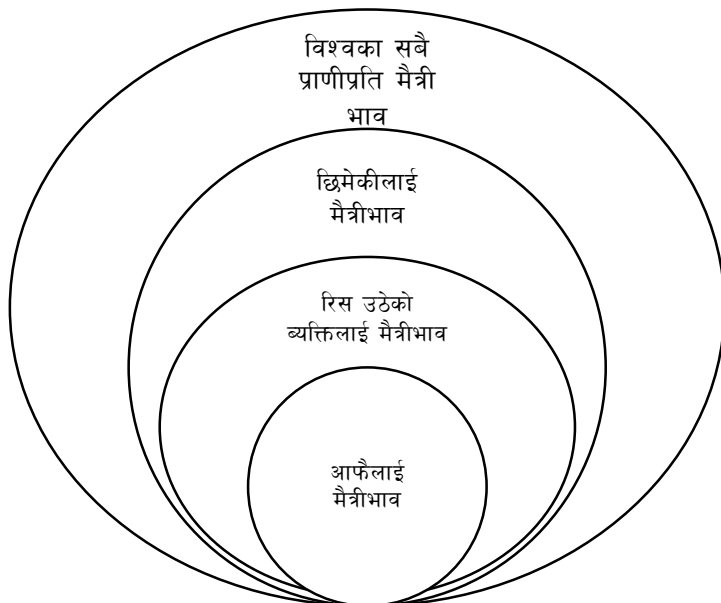 विश्वका सबै
प्राणीप्रति मैत्री
भाव
छिमेकीलाई
मैत्रीभाव
रिस उठेको
ब्यक्तिलाई मैत्रीभाव
आफैलाई
मैत्रीभाव